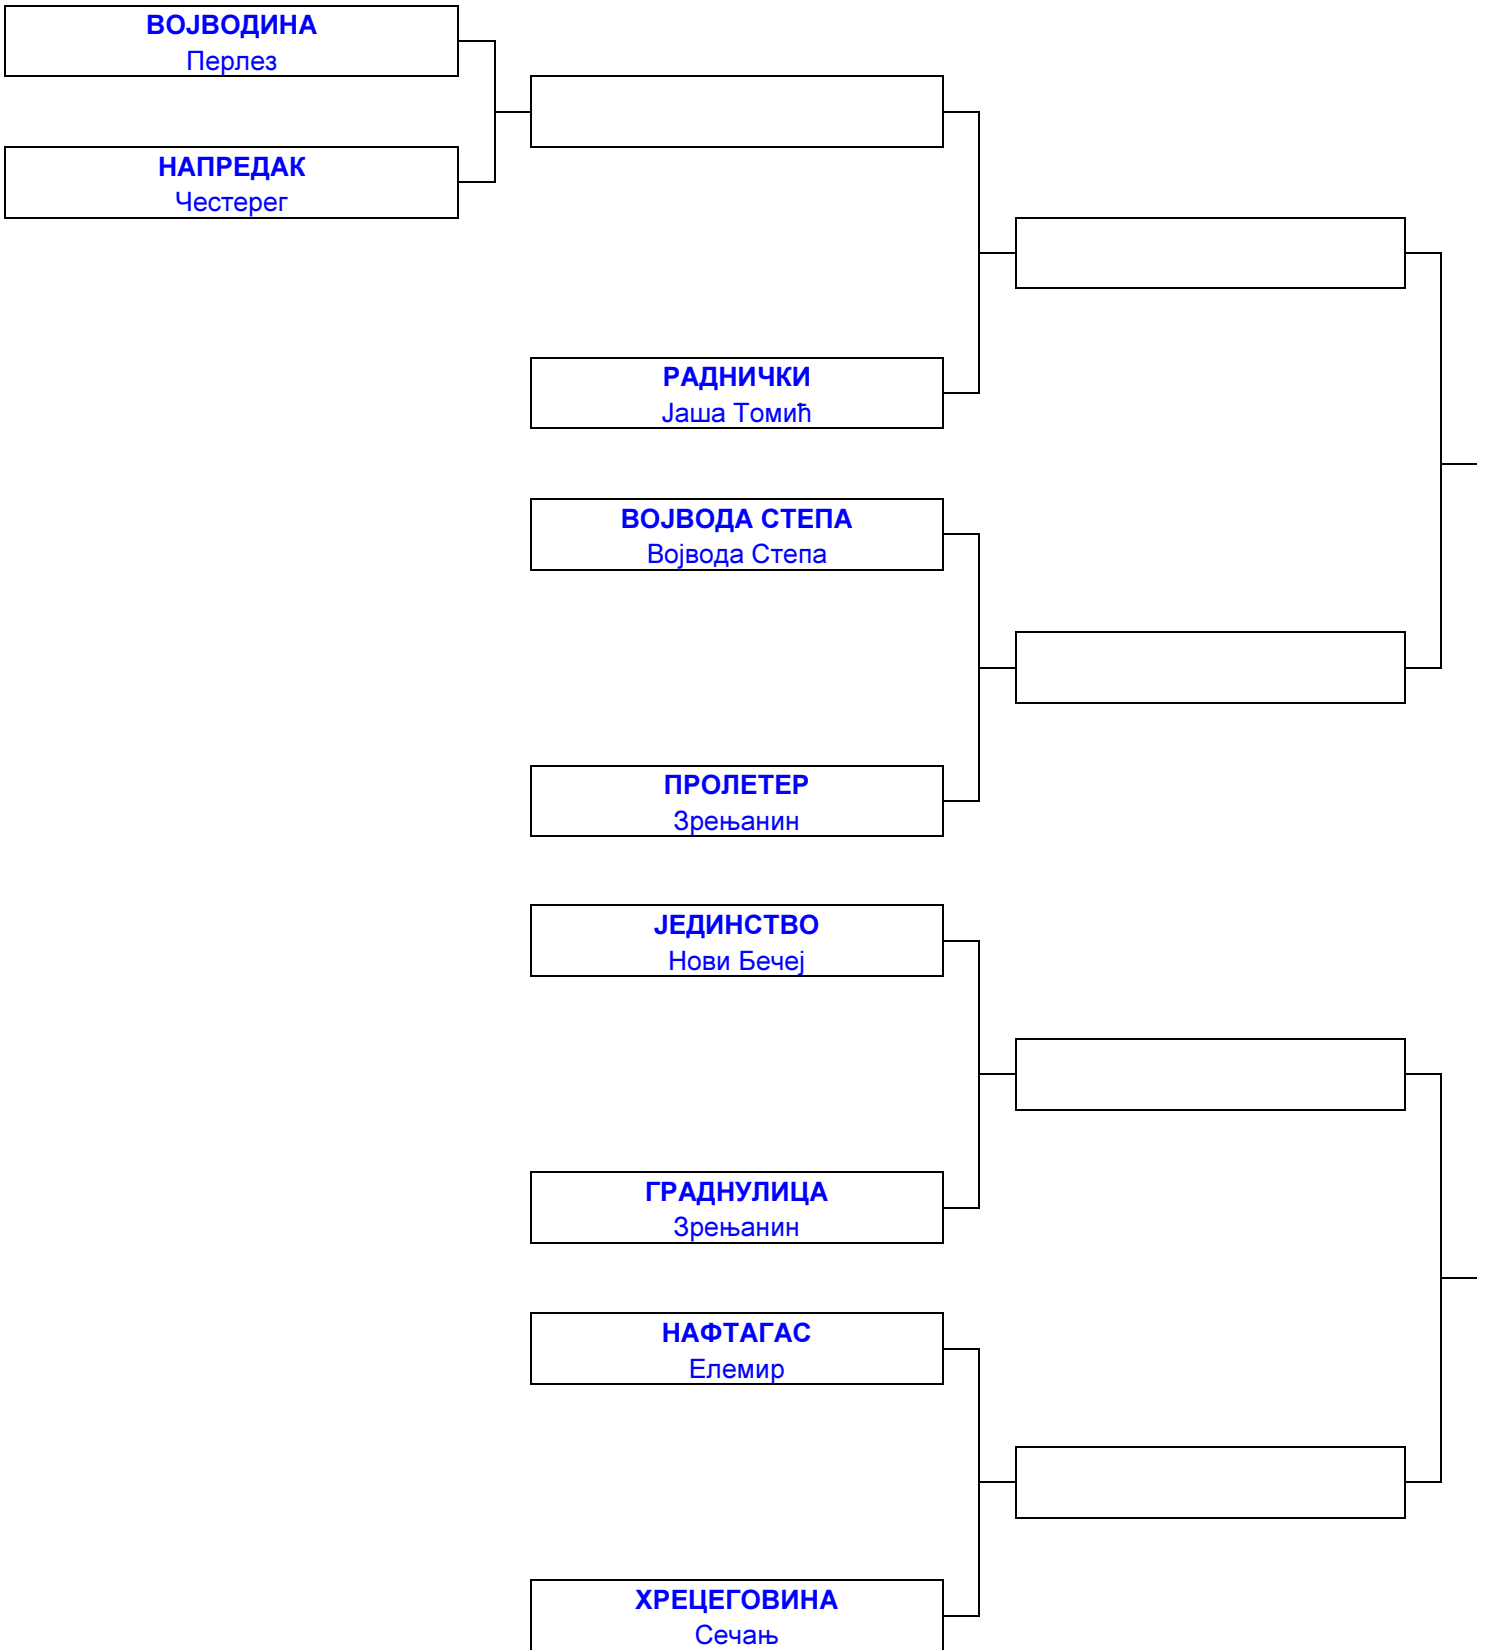 ВОЈВОДИНА
Перлез
НАПРЕДАК
Честерег
РАДНИЧКИ
Јаша Томић
ВОЈВОДА СТЕПА
Војвода Степа
ПРОЛЕТЕР
Зрењанин
ЈЕДИНСТВО
Нови Бечеј
ГРАДНУЛИЦА
Зрењанин
НАФТАГАС
Елемир
ХРЕЦЕГОВИНА
Сечањ